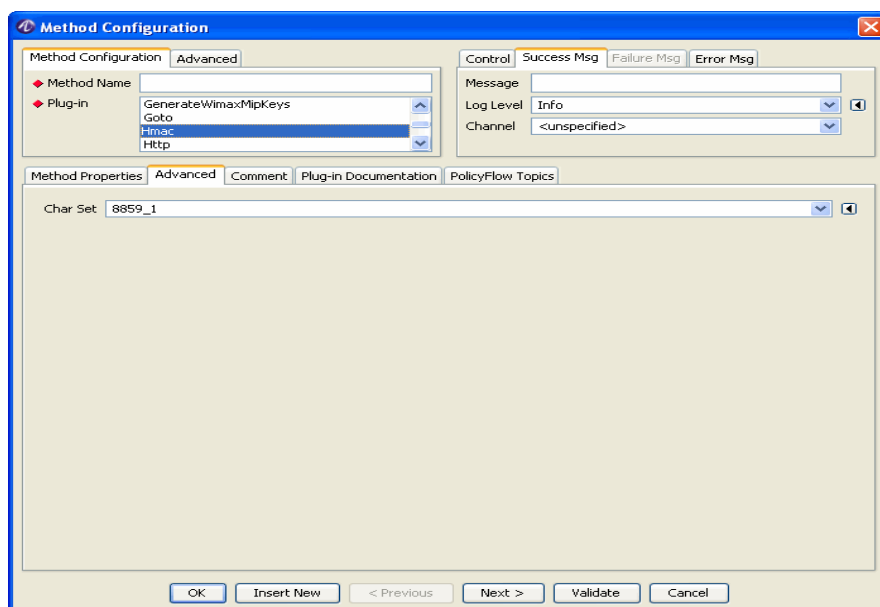 Method Configuration
Method Configuration Advanced
Method Name
Plug-in
GenerateWimaxMipKeys
Goto
Hmac
Http
Control Success Msg Failure Msg Error Msg
Message
Log Level Info
Channel <unspecified>
Method Properties Advanced Comment Plug-in Documentation PolicyFlow Topics
Char Set 8859_1
OK Insert New < Previous Next > Validate Cancel